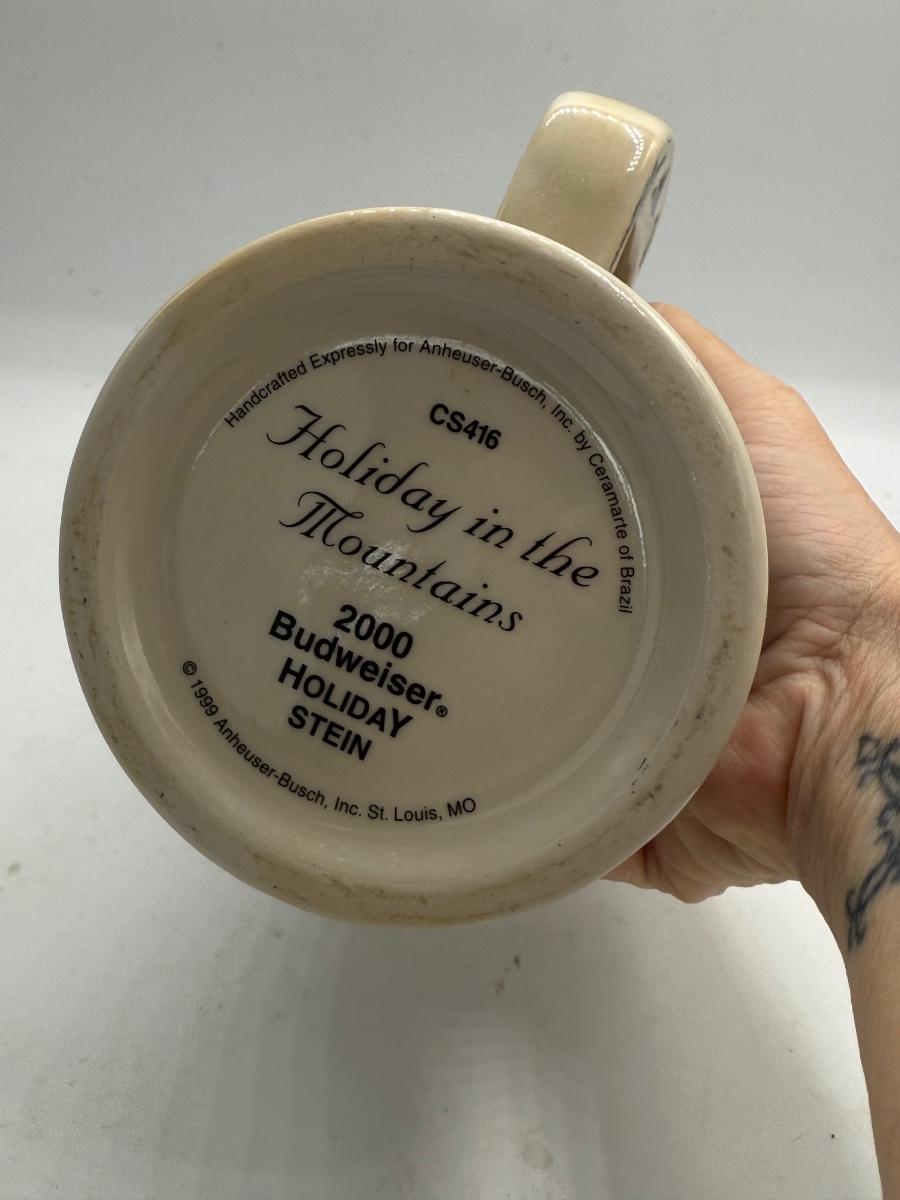 Handcrafted Expressly for Anheuser-Busch, Inc. by Ceramarte of Brazil
CS416
Holiday in the
Mountains
2000
Budweiser®
HOLIDAY
STEIN
© 1999 Anheuser-Busch, Inc. St. Louis, MO